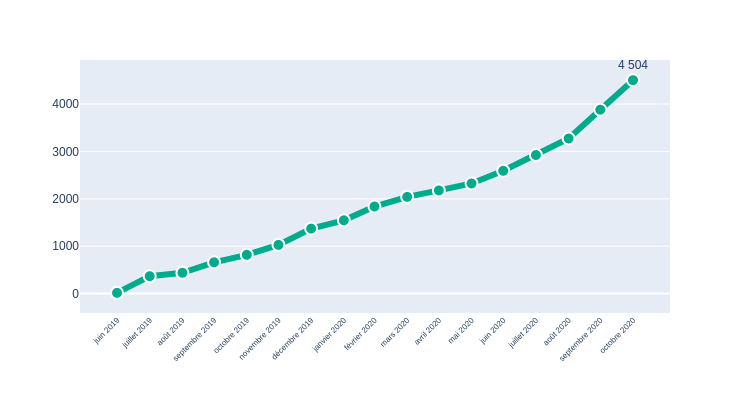 4 504
4000
3000
2000
1000
0
juin 2019
juillet 2019
août 2019
septembre 2019
octobre 2019
novembre 2019
décembre 2019
janvier 2020
février 2020
mars 2020
avril 2020
mai 2020
juin 2020
juillet 2020
août 2020
septembre 2020
octobre 2020